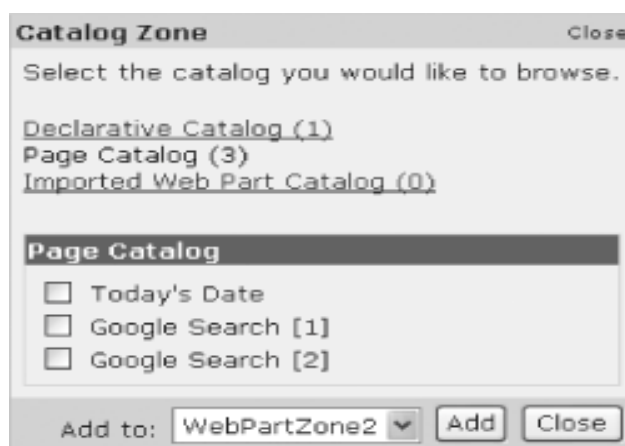 Catalog Zone Close
Select the catalog you would like to browse.
Declarative Catalog (1)
Page Catalog (3)
Imported Web Part Catalog (0)
Page Catalog
Today's Date
Google Search [1]
Google Search [2]
Add to: WebPartZone2 Add Close